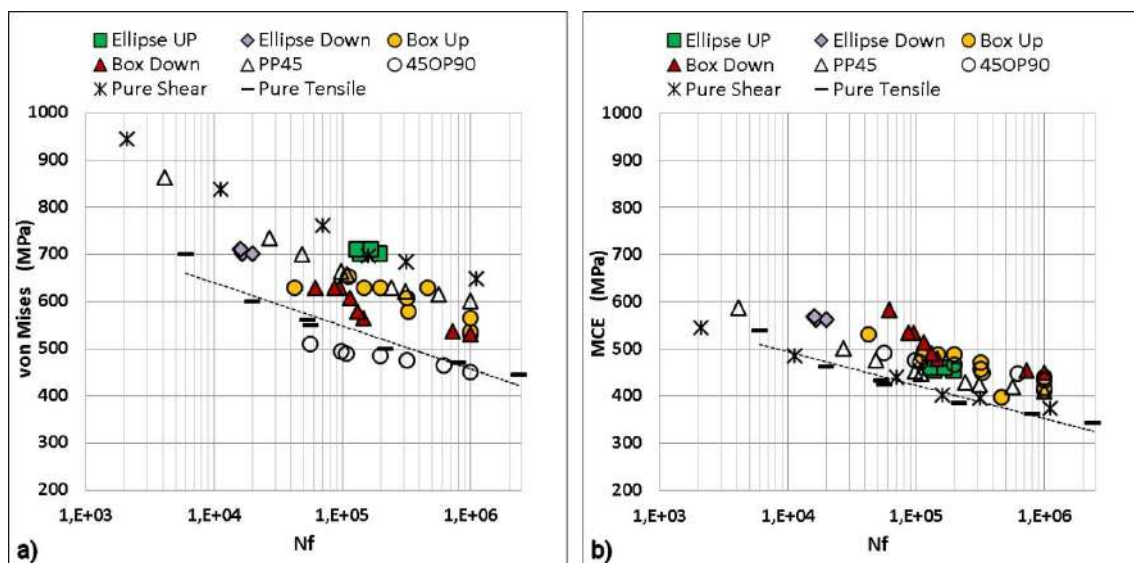 Ellipse UP Ellipse Down Box Up
Box Down PP45 45OP90
Pure Shear Pure Tensile
1000
900
800
700
600
500
400
300
200
von Mises (MPa)
1,E+03 1,E+04 1,E+05 1,E+06
Nf
a)
Ellipse UP Ellipse Down Box Up
Box Down PP45 45OP90
Pure Shear Pure Tensile
1000
900
800
700
600
500
400
300
200
MCE (MPa)
1,E+03 1,E+04 1,E+05 1,E+06
Nf
b)